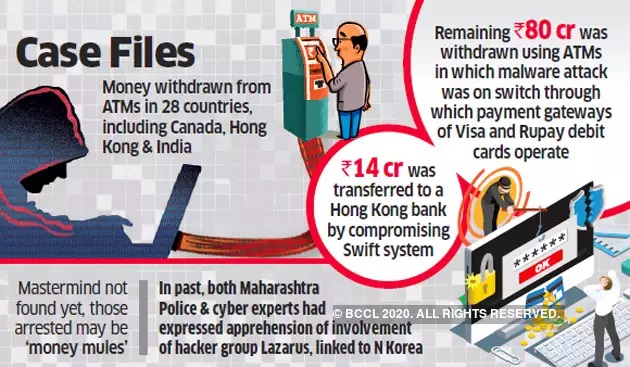 Case Files
Money withdrawn from
ATMs in 28 countries,
including Canada, Hong
Kong & India
ATM
₹14 cr was
transferred to a
Hong Kong bank
by compromising
Swift system
Remaining ₹80 cr was
withdrawn using ATMs
in which malware attack
was on switch through
which payment gateways
of Visa and Rupay debit
cards operate
******
OK
Mastermind not
found yet, those
arrested may be
‘money mules’
In past, both Maharashtra
Police & cyber experts had
expressed apprehension of involvement
of hacker group Lazarus, linked to N Korea
© BCCL 2020. ALL RIGHTS RESERVED.